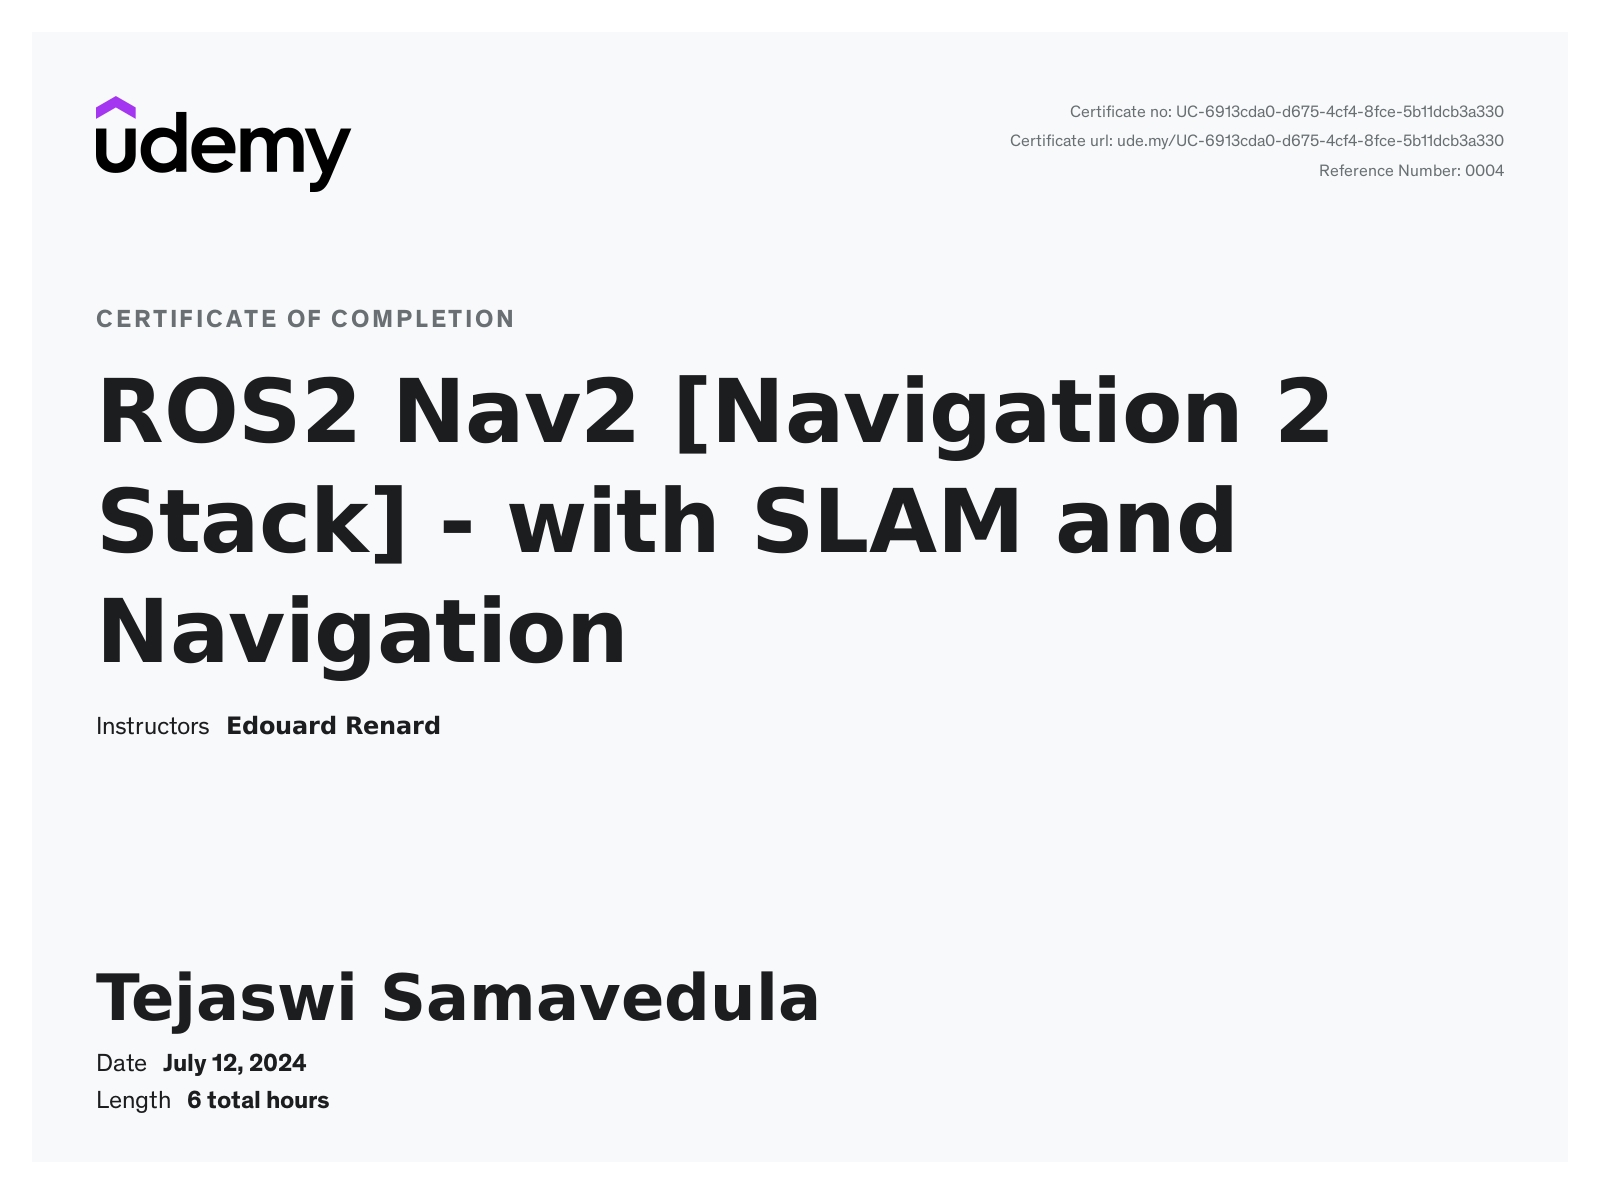 udemy
Certificate no: UC-6913cda0-d675-4cf4-8fce-5b11dcb3a330
Certificate url: ude.my/UC-6913cda0-d675-4cf4-8fce-5b11dcb3a330
Reference Number: 0004
CERTIFICATE OF COMPLETION
ROS2 Nav2 [Navigation 2
Stack] - with SLAM and
Navigation
Instructors Edouard Renard
Tejaswi Samavedula
Date July 12, 2024
Length 6 total hours